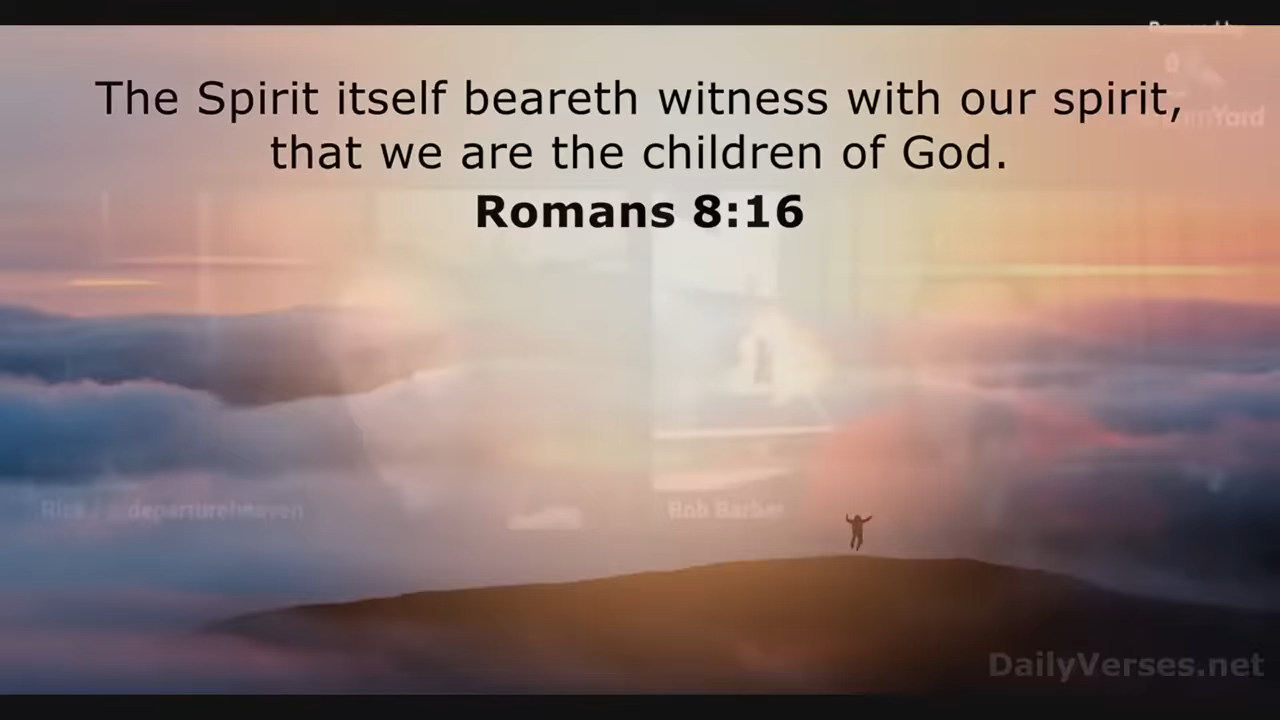 The Spirit itself beareth witness with our spirit,
that we are the children of God.
Romans 8:16
departureheaven
Bob Barber
DailyVerses.net